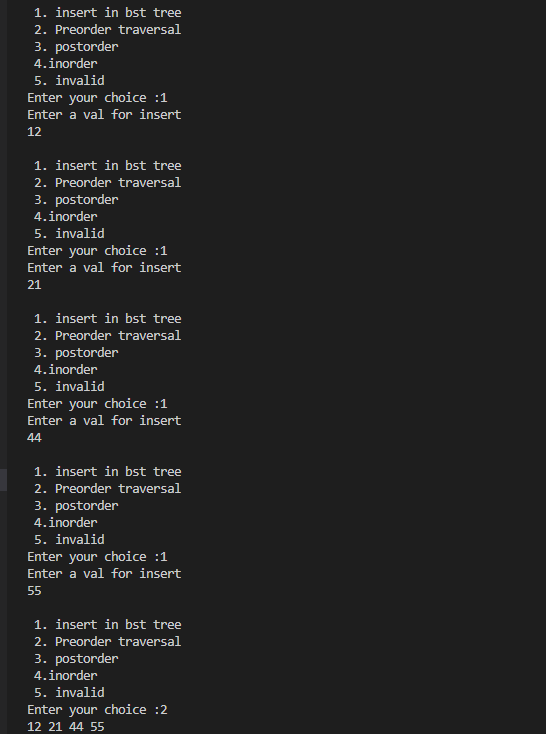 1. insert in bst tree
2. Preorder traversal
3. postorder
4.inorder
5. invalid
Enter your choice :1
Enter a val for insert
12
1. insert in bst tree
2. Preorder traversal
3. postorder
4.inorder
5. invalid
Enter your choice :1
Enter a val for insert
21
1. insert in bst tree
2. Preorder traversal
3. postorder
4.inorder
5. invalid
Enter your choice :1
Enter a val for insert
44
1. insert in bst tree
2. Preorder traversal
3. postorder
4.inorder
5. invalid
Enter your choice :1
Enter a val for insert
55
1. insert in bst tree
2. Preorder traversal
3. postorder
4.inorder
5. invalid
Enter your choice :2
12 21 44 55